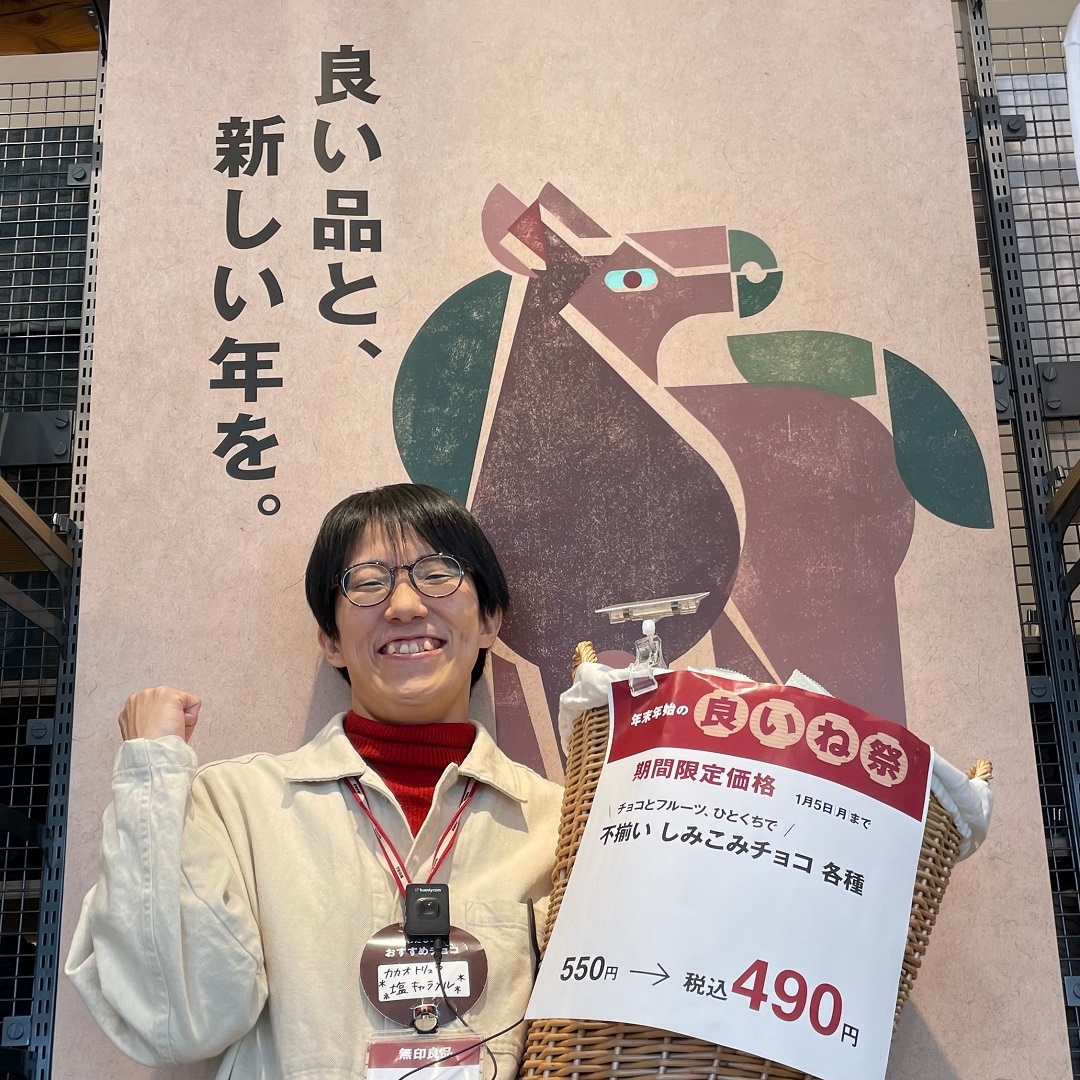 良い品と、
新しい年を。
年末年始の
良いね祭
期間限定価格
1月5日月まで
チョコとフルーツ、ひとくちで
不揃い しみこみチョコ 各種
550円 → 税込490円
buddycom
おすすめチョコ
カカオトリュフ
塩キャラメル
無印良品